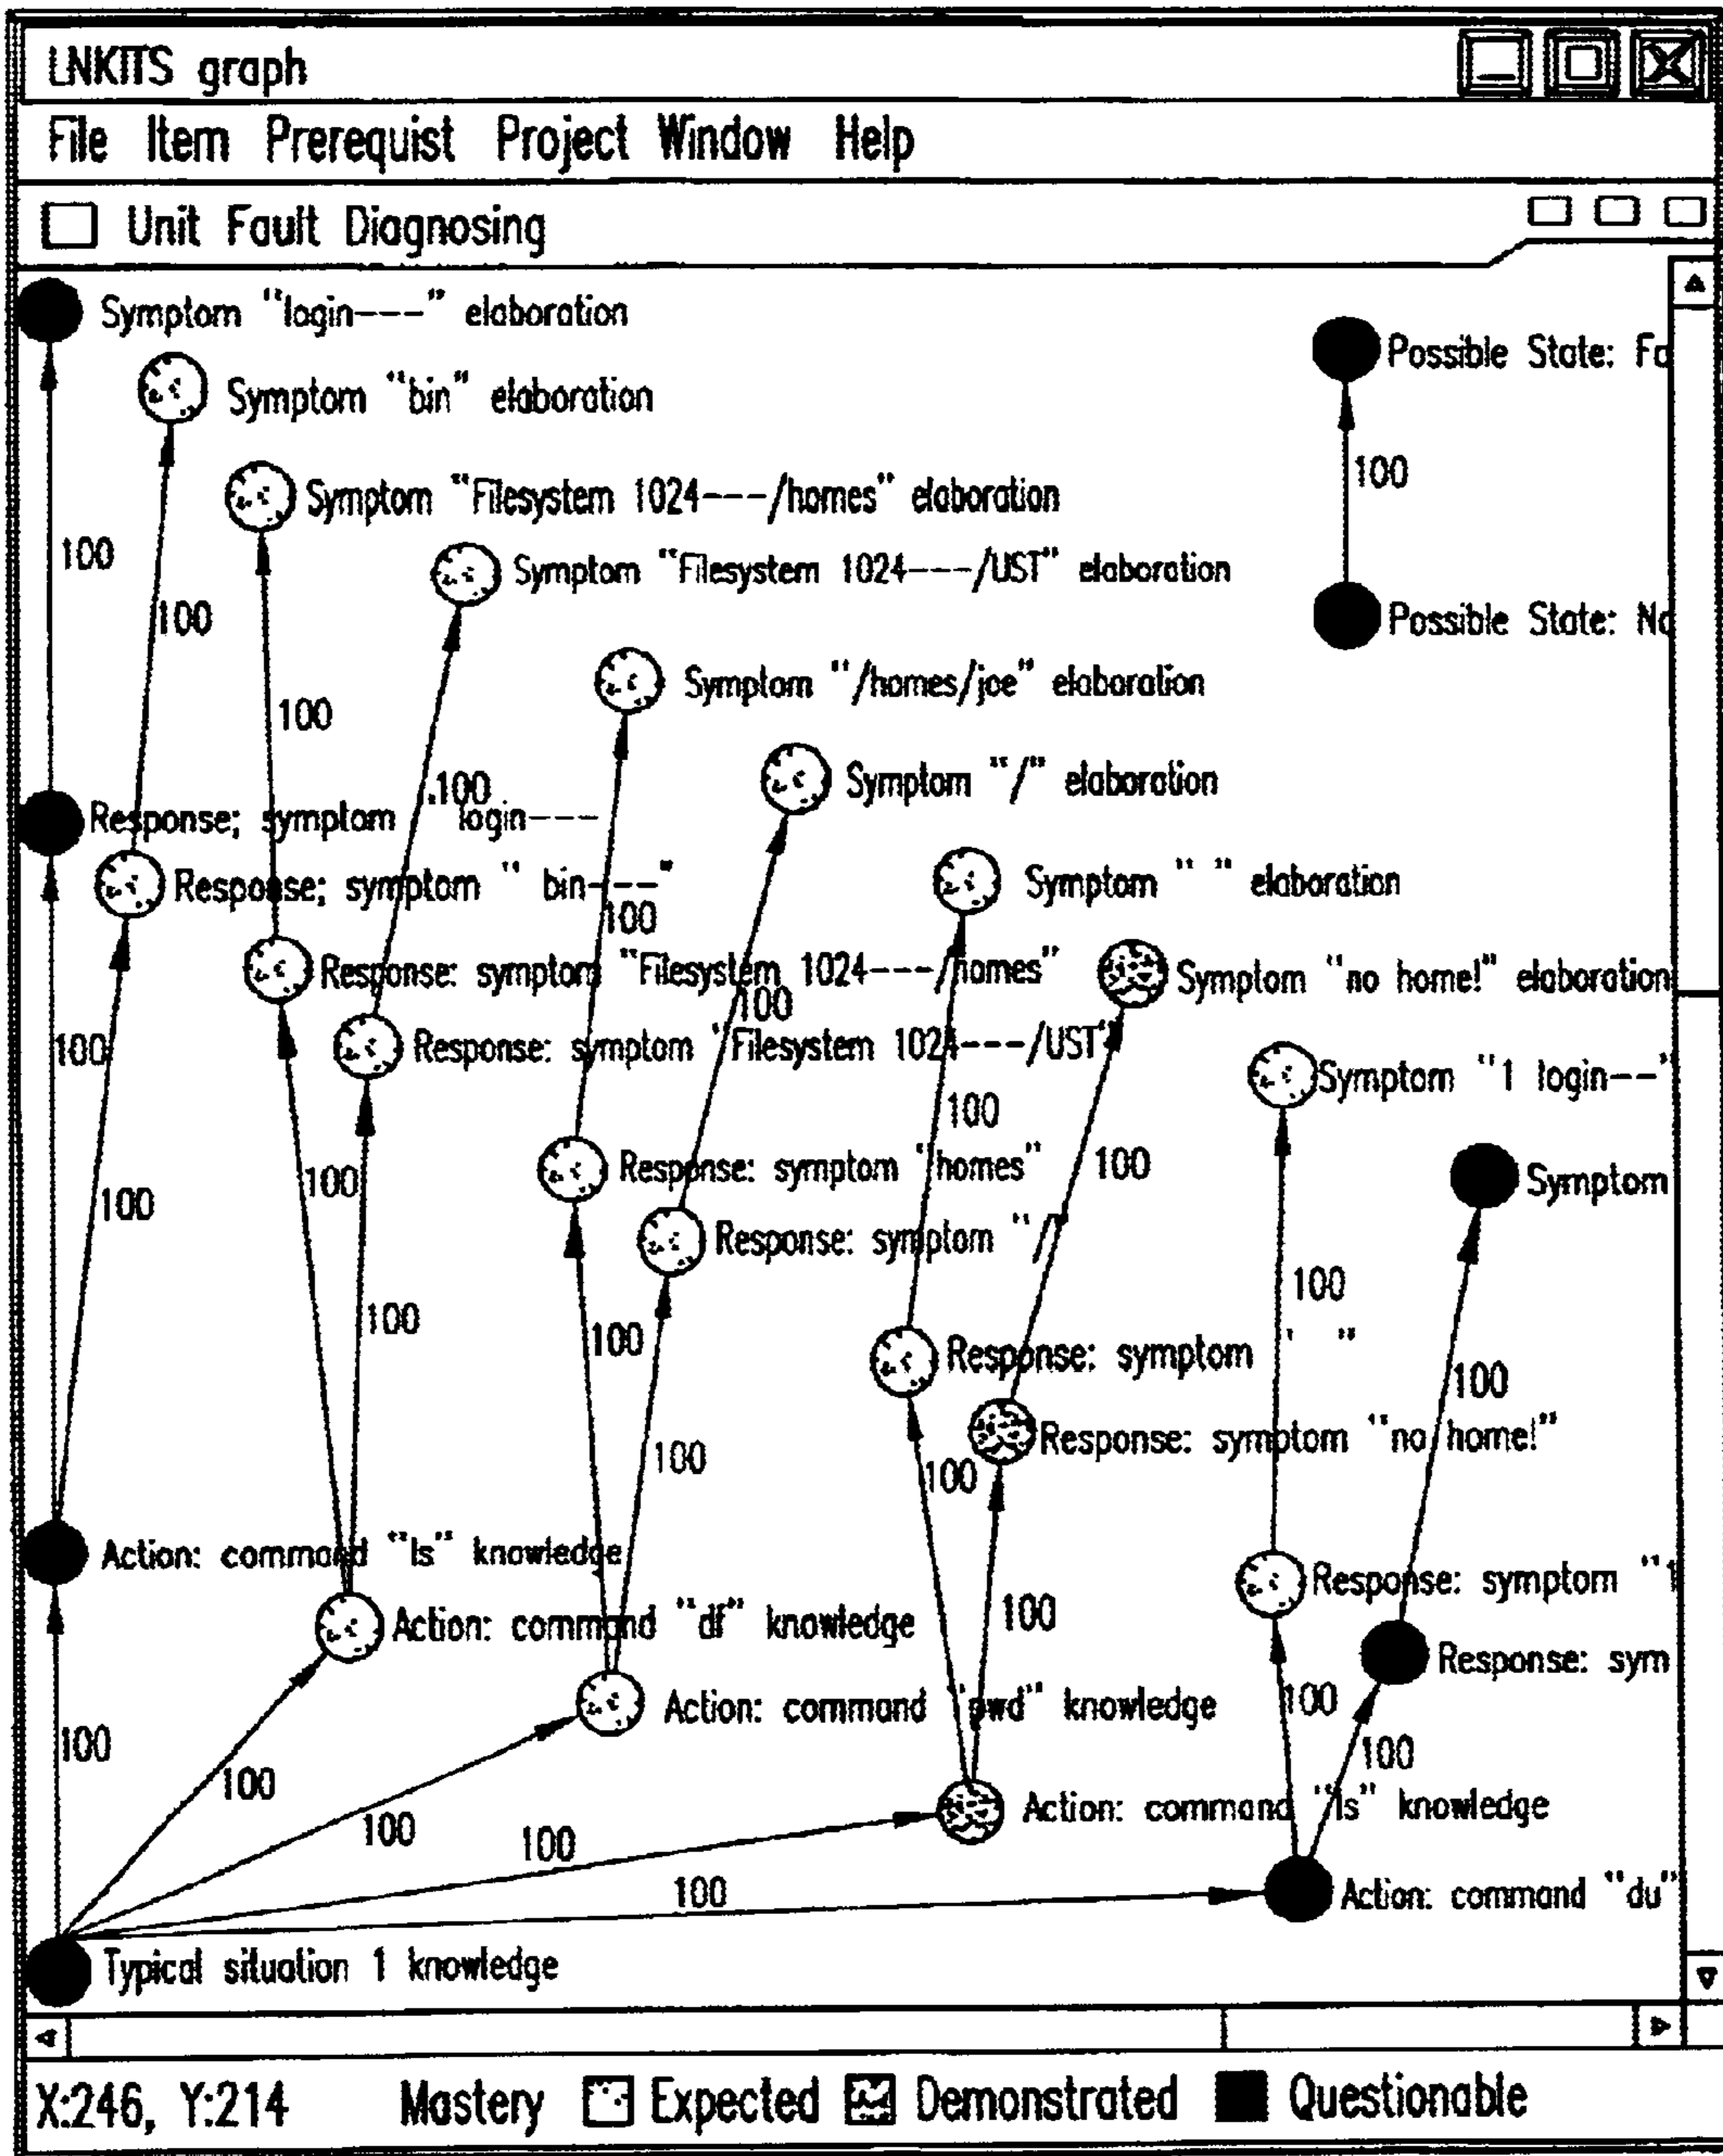 LNKITS graph
File Item Prerequist Project Window Help
Unit Fault Diagnosing
Symptom "login---" elaboration
Possible State: Fa
Symptom "bin" elaboration
100
Symptom "Filesystem 1024---/homes" elaboration
100
Symptom "Filesystem 1024---/UST" elaboration
100
Possible State: No
Symptom "/homes/joe" elaboration
100
Symptom "/" elaboration
100
Response; symptom login---
Response; symptom " bin---"
Symptom " " elaboration
100
Response: symptom "Filesystem 1024---/homes"
Symptom "no home!" elaboration
100
Response: symptom "Filesystem 1024---/UST"
100
Symptom "1 login--"
100
Response: symptom "homes"
100
Symptom
100
100
Response: symptom "/"
100
100
100
Response: symptom ' "
100
Response: symptom "no home!"
100
100
Action: command "ls" knowledge
Response: symptom "1
100
Action: command "df" knowledge
Response: sym
Action: command "pwd" knowledge
100
100
100
100
Action: command "ls" knowledge
100
100
100
Action: command "du"
Typical situation 1 knowledge
X:246, Y:214 Mastery Expected Demonstrated Questionable